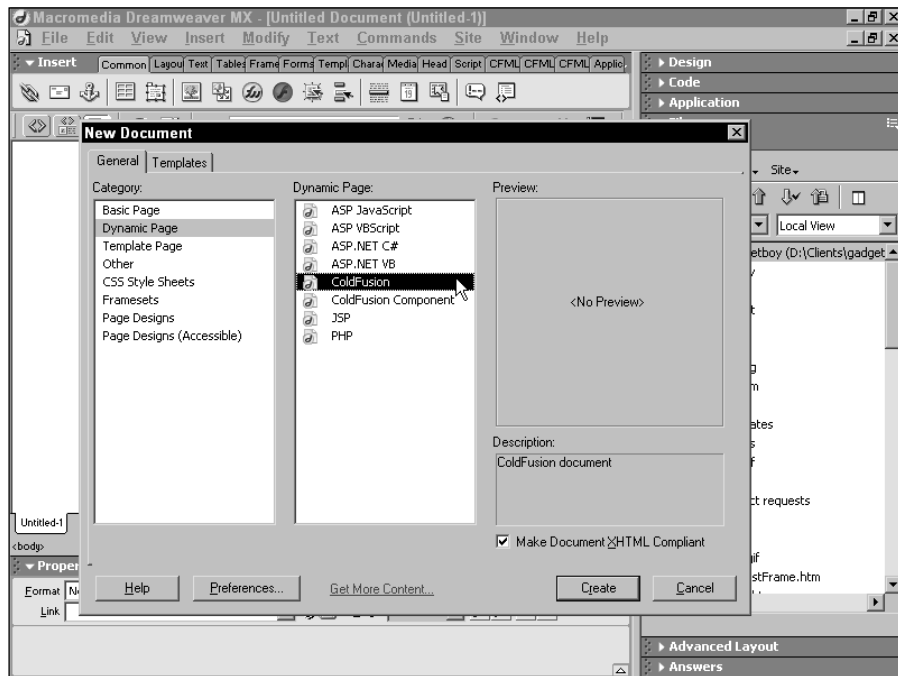 Macromedia Dreamweaver MX - [Untitled Document (Untitled-1)]
File Edit View Insert Modify Text Commands Site Window Help
Insert Common Layou Text Tables Frame Forms Templ Charac Media Head Script CFML CFML CFML Applic
Design
Code
Application
New Document
General Templates
Site
Category: Dynamic Page: Preview:
Local View
Basic Page
Dynamic Page
Template Page
Other
CSS Style Sheets
Framesets
Page Designs
Page Designs (Accessible)
ASP JavaScript
ASP VBScript
ASP.NET C#
ASP.NET VB
ColdFusion
ColdFusion Component
JSP
PHP
<No Preview>
etboy (D:\Clients\gadget
ates
ct requests
gif
stFrame.htm
Description:
ColdFusion document
Make Document XHTML Compliant
Untitled-1
<body>
Proper
Format
Link
Help Preferences... Get More Content... Create Cancel
Advanced Layout
Answers